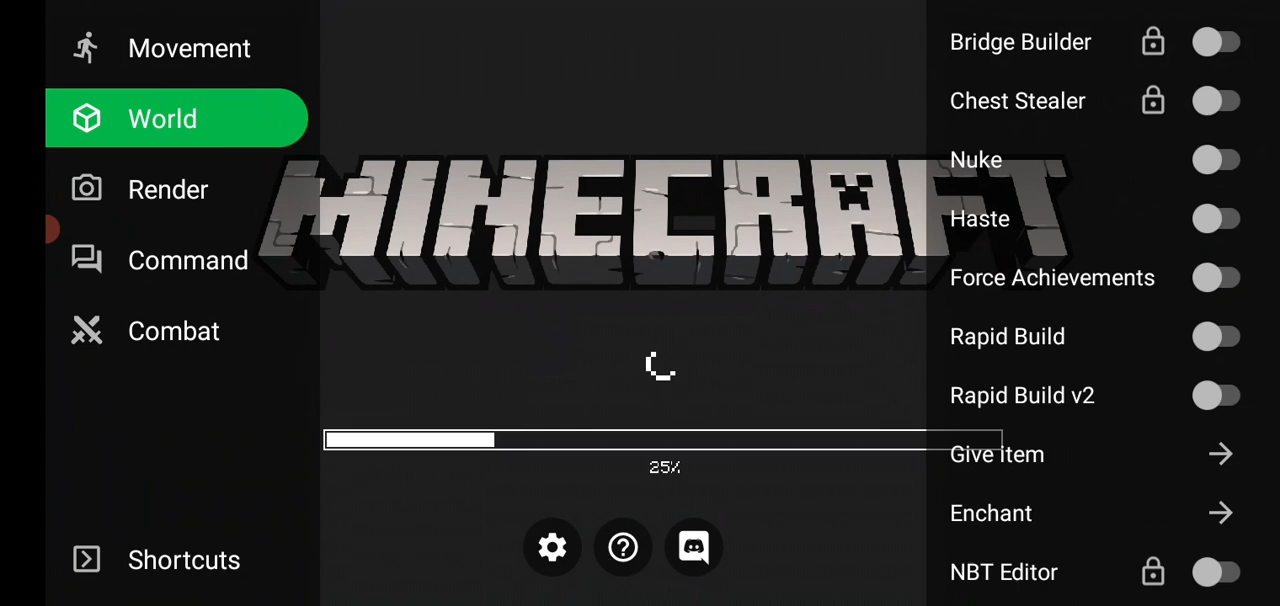 Movement
World
Render
Command
Combat
Shortcuts
MINECRAFT
25%
Bridge Builder
Chest Stealer
Nuke
Haste
Force Achievements
Rapid Build
Rapid Build v2
Give item
Enchant
NBT Editor